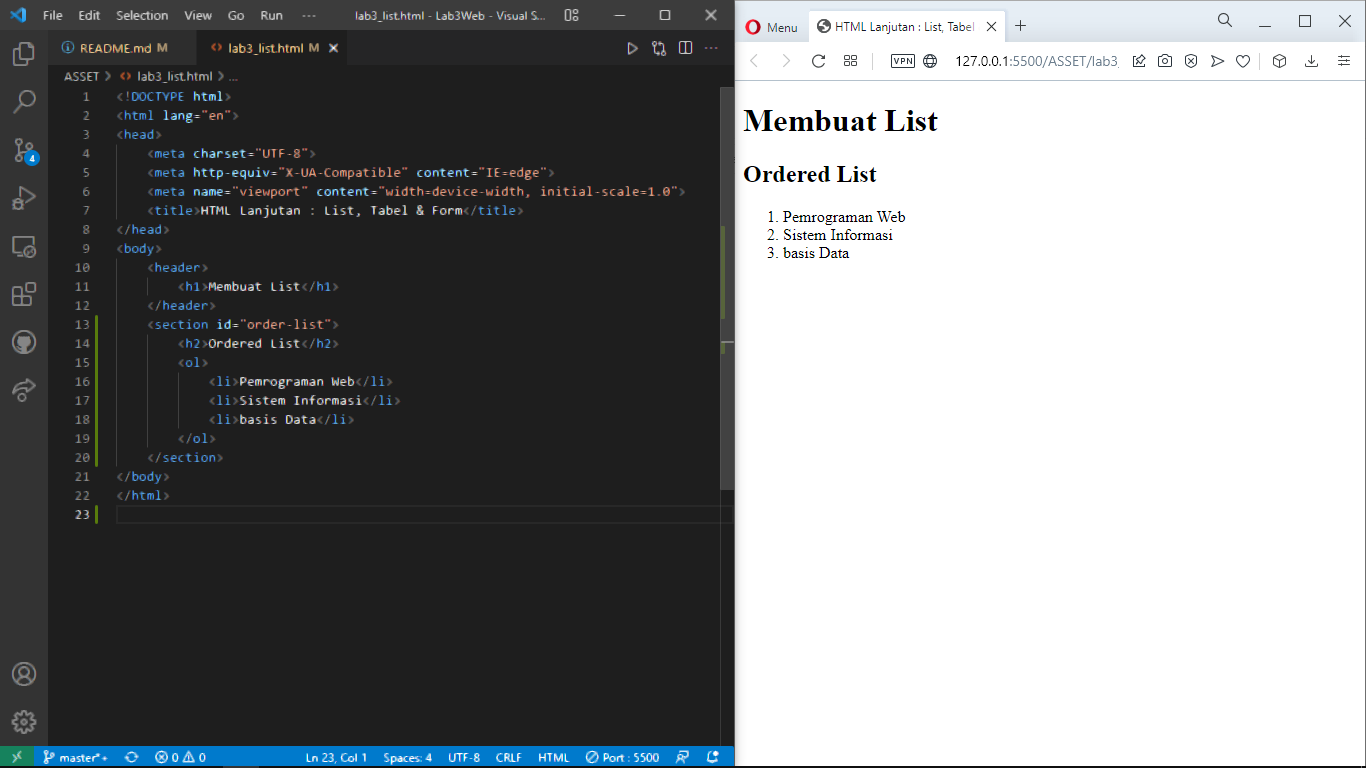 File Edit Selection View Go Run ··· lab3_list.html - Lab3Web - Visual S...
README.md M lab3_list.html M
ASSET > lab3_list.html > ...
1 <!DOCTYPE html>
2 <html lang="en">
3 <head>
4 <meta charset="UTF-8">
5 <meta http-equiv="X-UA-Compatible" content="IE=edge">
6 <meta name="viewport" content="width=device-width, initial-scale=1.0">
7 <title>HTML Lanjutan : List, Tabel & Form</title>
8 </head>
9 <body>
10 <header>
11 <h1>Membuat List</h1>
12 </header>
13 <section id="order-list">
14 <h2>Ordered List</h2>
15 <ol>
16 <li>Pemrograman Web</li>
17 <li>Sistem Informasi</li>
18 <li>basis Data</li>
19 </ol>
20 </section>
21 </body>
22 </html>
23
4
master*+ 0 0 Ln 23, Col 1 Spaces: 4 UTF-8 CRLF HTML Port : 5500
Menu HTML Lanjutan : List, Tabel
VPN 127.0.0.1:5500/ASSET/lab3_
Membuat List
Ordered List
1. Pemrograman Web
2. Sistem Informasi
3. basis Data